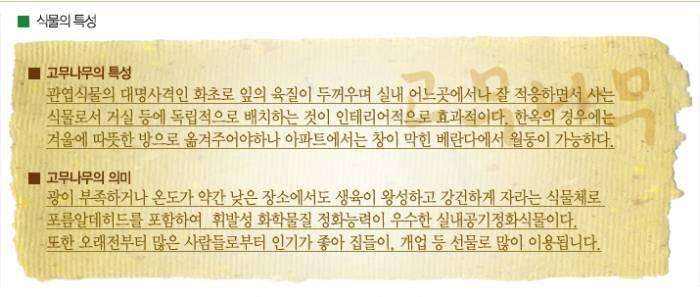 식물의 특성
고무나무
고무나무의 특성
관엽식물의 대명사격인 화초로 잎의 육질이 두꺼우며 실내 어느곳에서나 잘 적응하면서 사는
식물로서 거실 등에 독립적으로 배치하는 것이 인테리어적으로 효과적이다. 한옥의 경우에는
겨울에 따뜻한 방으로 옮겨주어야하나 아파트에서는 창이 막힌 베란다에서 월동이 가능하다.
고무나무의 의미
광이 부족하거나 온도가 약간 낮은 장소에서도 생육이 왕성하고 강건하게 자라는 식물체로
포름알데히드를 포함하여 휘발성 화학물질 정화능력이 우수한 실내공기정화식물이다.
또한 오래전부터 많은 사람들로부터 인기가 좋아 집들이, 개업 등 선물로 많이 이용됩니다.